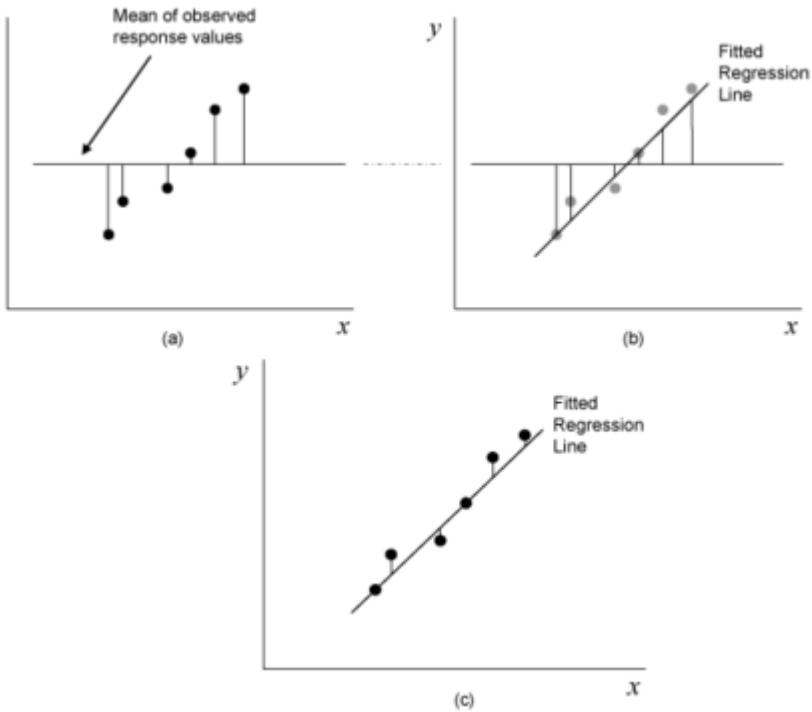 Mean of observed
response values
x
(a)
y
Fitted
Regression
Line
x
(b)
y
Fitted
Regression
Line
x
(c)